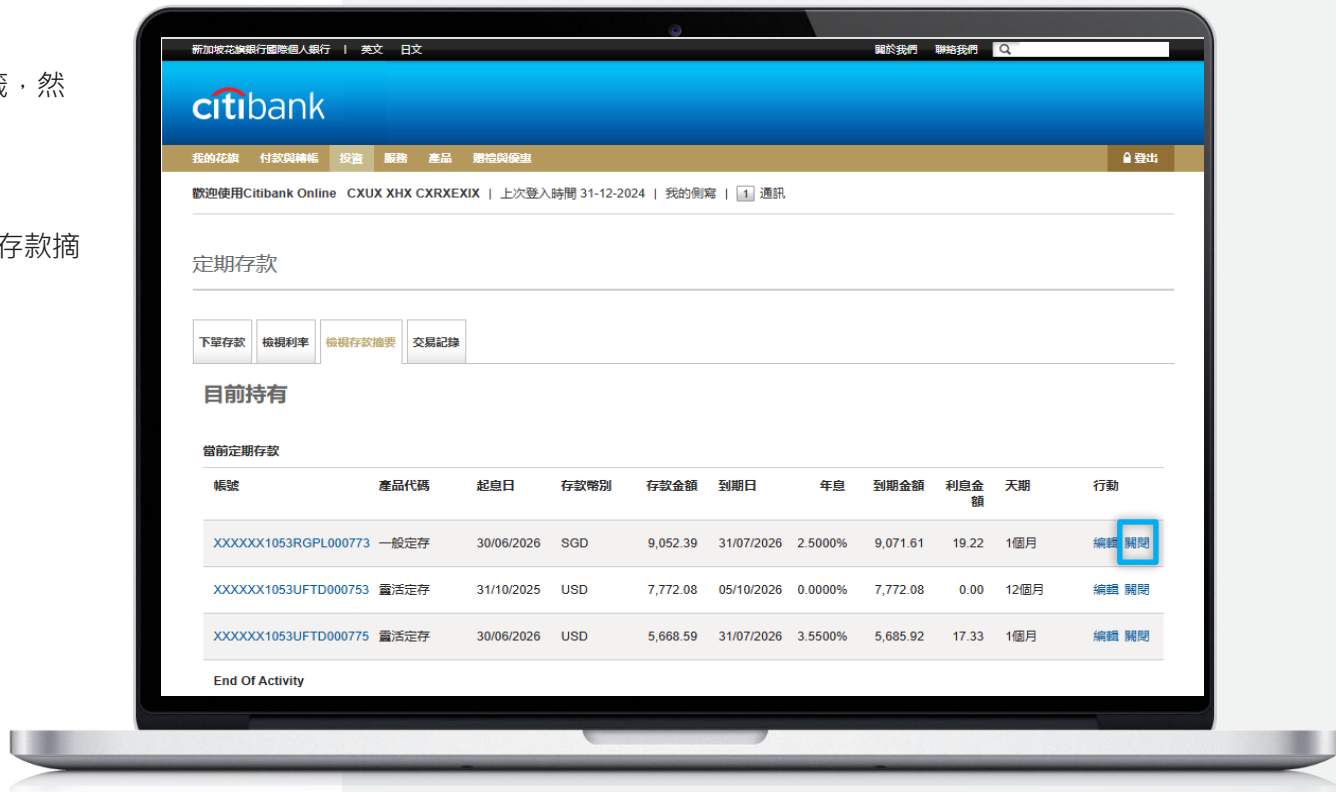 ，然
存款摘
新加坡花旗銀行國際個人銀行 | 英文 日文 關於我們 聯絡我們
citibank
我的花旗 付款與轉帳 投資 服務 產品 贈禮與優惠 登出
歡迎使用Citibank Online CXUX XHX CXRXEXIX | 上次登入時間 31-12-2024 | 我的側寫 | 1 通訊
定期存款
下單存款 檢視利率 檢視存款摘要 交易記錄
目前持有
當前定期存款
帳號 產品代碼 起息日 存款幣別 存款金額 到期日 年息 到期金額 利息金 天期 行動
額
XXXXXX1053RGPL000773 一般定存 30/06/2026 SGD 9,052.39 31/07/2026 2.5000% 9,071.61 19.22 1個月 編輯 關閉
XXXXXX1053UFTD000753 靈活定存 31/10/2025 USD 7,772.08 05/10/2026 0.0000% 7,772.08 0.00 12個月 編輯 關閉
XXXXXX1053UFTD000775 靈活定存 30/06/2026 USD 5,668.59 31/07/2026 3.5500% 5,685.92 17.33 1個月 編輯 關閉
End Of Activity